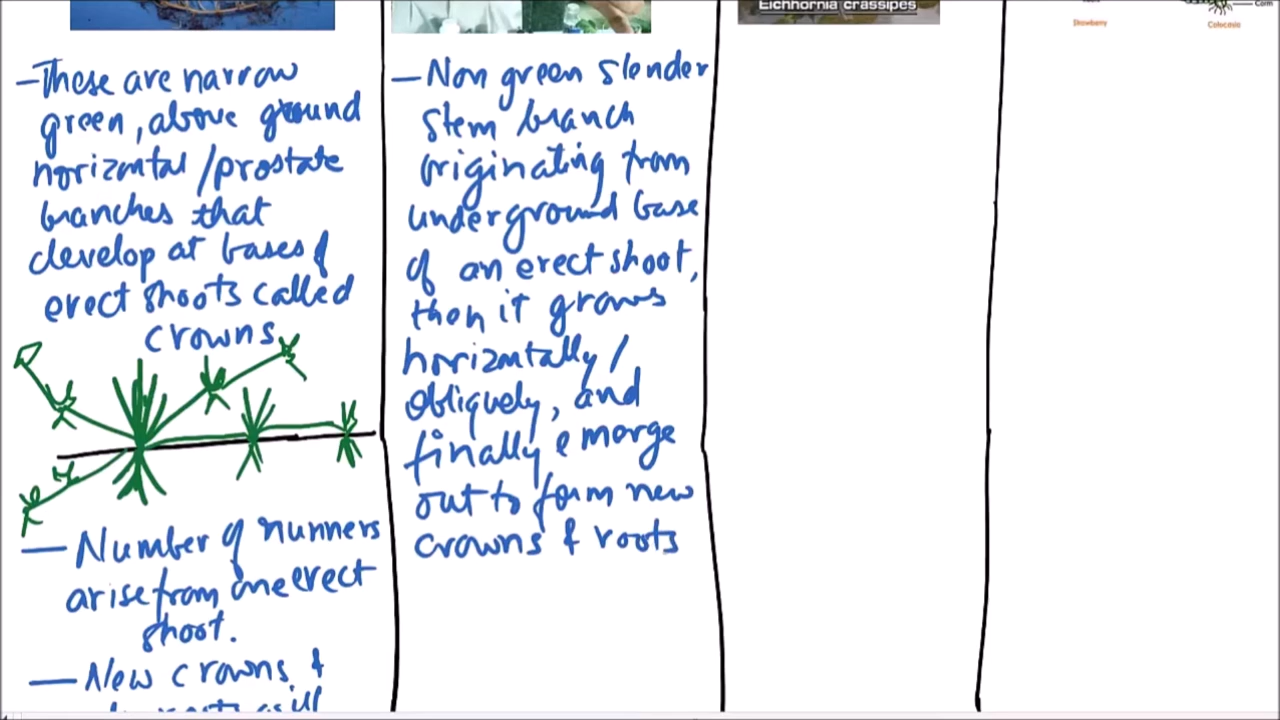 Eichhornia crassipes
Strawberry
Colocasia
Corm
- These are narrow
green, above ground
horizontal / prostate
branches that
develop at bases of
erect shoots called
crowns
- Number of runners
arise from one erect
shoot.
- New crowns &
- Non green slender
stem branch
originating from
underground base
of an erect shoot,
then it grows
horizontally /
obliquely, and
finally emerge
out to form new
crowns & roots